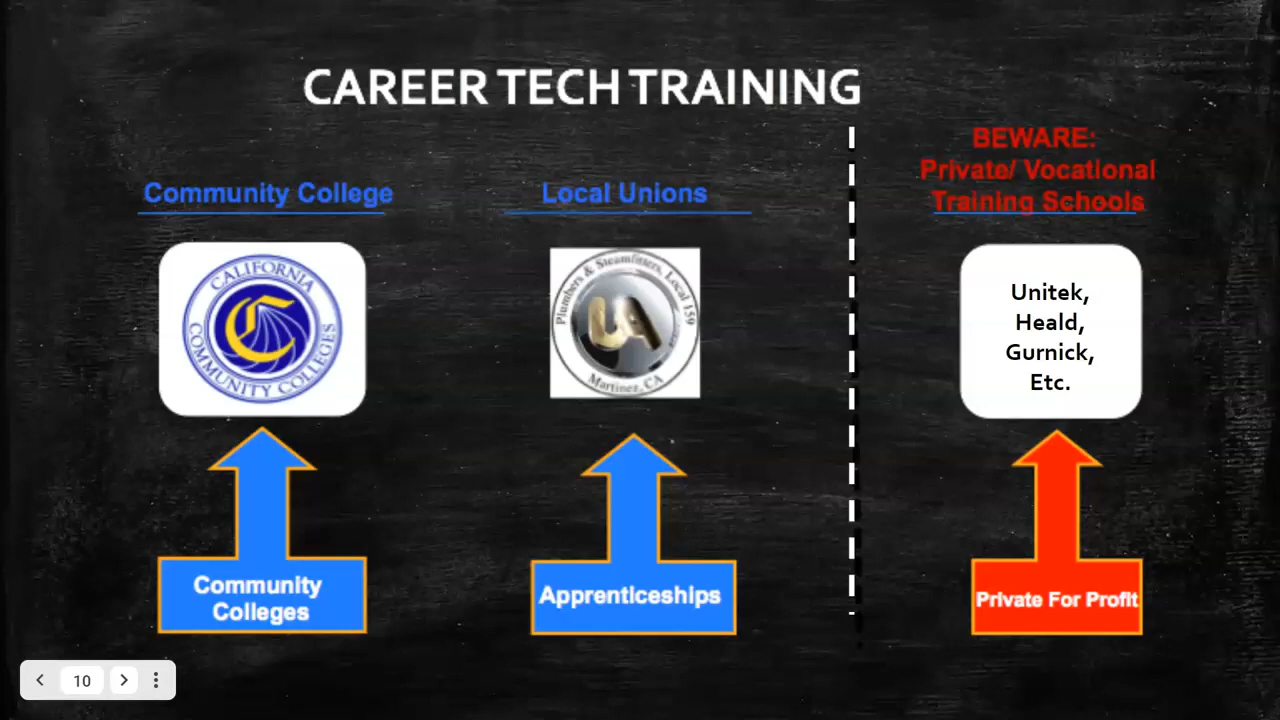 CAREER TECH TRAINING
Community College
CALIFORNIA
COMMUNITY COLLEGES
Community
Colleges
Local Unions
Plumbers & Steamfitters, Local 159
UA
Martinez, CA
Apprenticeships
BEWARE:
Private/ Vocational
Training Schools
Unitek,
Heald,
Gurnick,
Etc.
Private For Profit
10